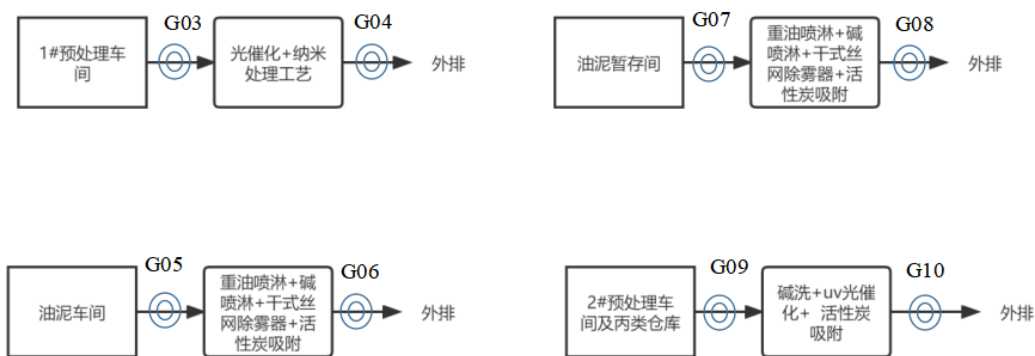 G03
G04
1#预处理车
间
光催化+纳米
处理工艺
外排
G07
G08
油泥暂存间
重油喷淋+碱
喷淋+干式丝
网除雾器+活
性炭吸附
外排
G05
G06
油泥车间
重油喷淋+碱
喷淋+干式丝
网除雾器+活
性炭吸附
外排
G09
G10
2#预处理车
间及丙类仓库
碱洗+uv光催
化+ 活性炭
吸附
外排